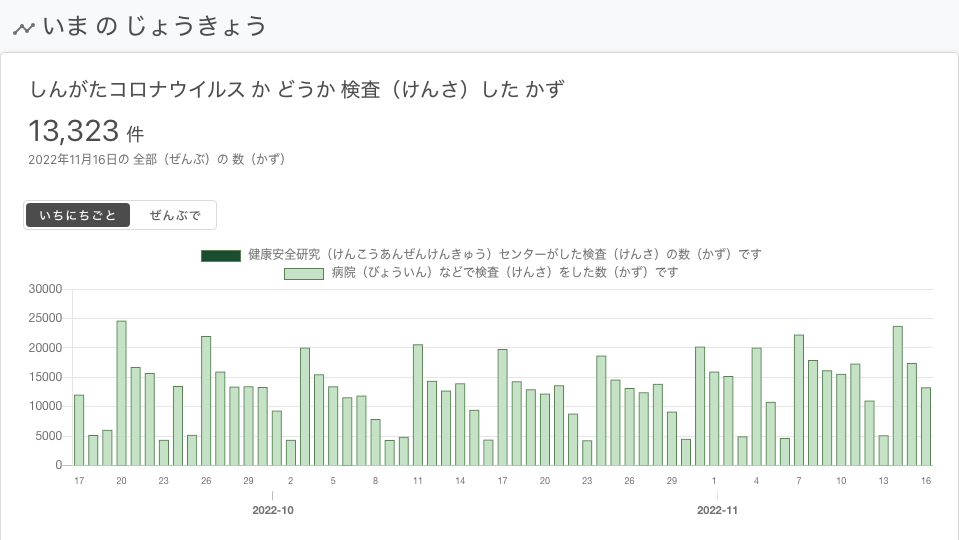 いま の じょうきょう
しんがたコロナウイルス か どうか 検査（けんさ）した かず
13,323 件
2022年11月16日の 全部（ぜんぶ）の 数（かず）
いちにちごと ぜんぶで
健康安全研究（けんこうあんぜんけんきゅう）センターがした検査（けんさ）の数（かず）です
病院（びょういん）などで検査（けんさ）をした数（かず）です
30000
25000
20000
15000
10000
5000
0
17 20 23 26 29 2 5 8 11 14 17 20 23 26 29 1 4 7 10 13 16
2022-10 2022-11